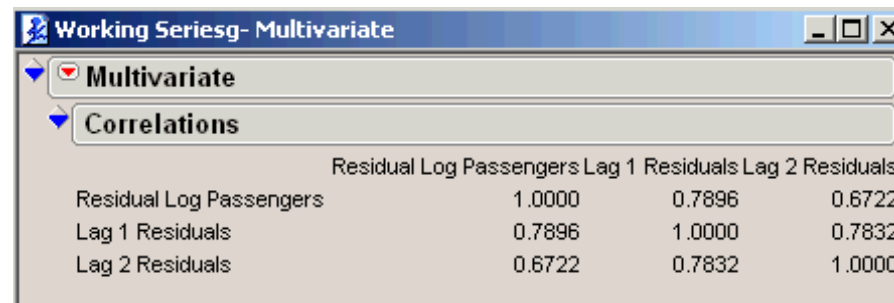 Working Seriesg- Multivariate
Multivariate
Correlations
Residual Log Passengers Lag 1 Residuals Lag 2 Residuals
Residual Log Passengers 1.0000 0.7896 0.6722
Lag 1 Residuals 0.7896 1.0000 0.7832
Lag 2 Residuals 0.6722 0.7832 1.0000